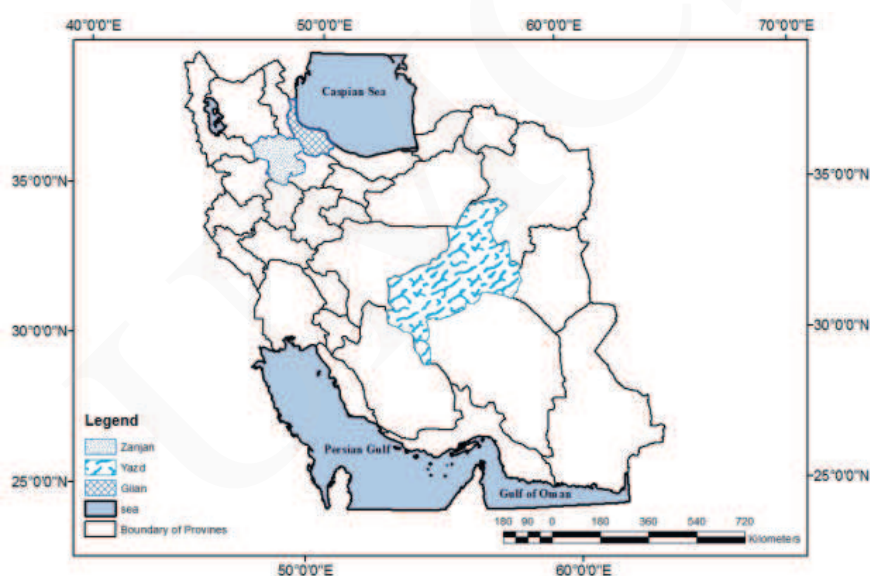 40°0'0"E 50°0'0"E 60°0'0"E 70°0'0"E
Caspian Sea
35°0'0"N 35°0'0"N
30°0'0"N 30°0'0"N
Legend
Zanjan
Yazd
Gilan
sea
Boundary of Provines
Persian Gulf
25°0'0"N 25°0'0"N
Gulf of Oman
180 90 0 180 360 540 720
Kilometers
50°0'0"E 60°0'0"E